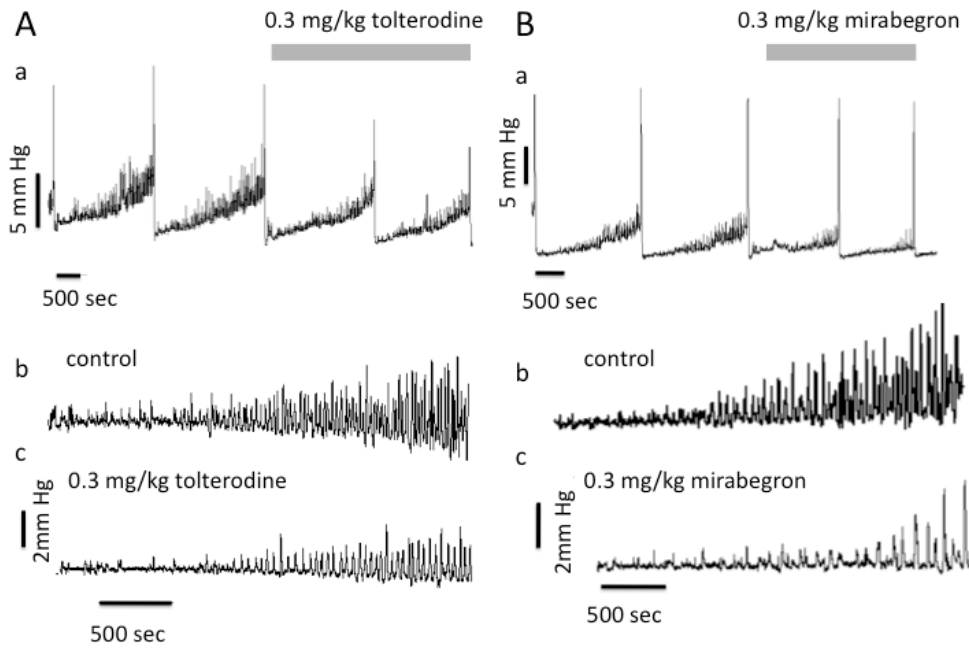 A
0.3 mg/kg tolterodine
a
5 mm Hg
500 sec
b
control
c
0.3 mg/kg tolterodine
2mm Hg
500 sec
B
0.3 mg/kg mirabegron
a
5 mm Hg
500 sec
control
b
c
0.3 mg/kg mirabegron
2mm Hg
500 sec